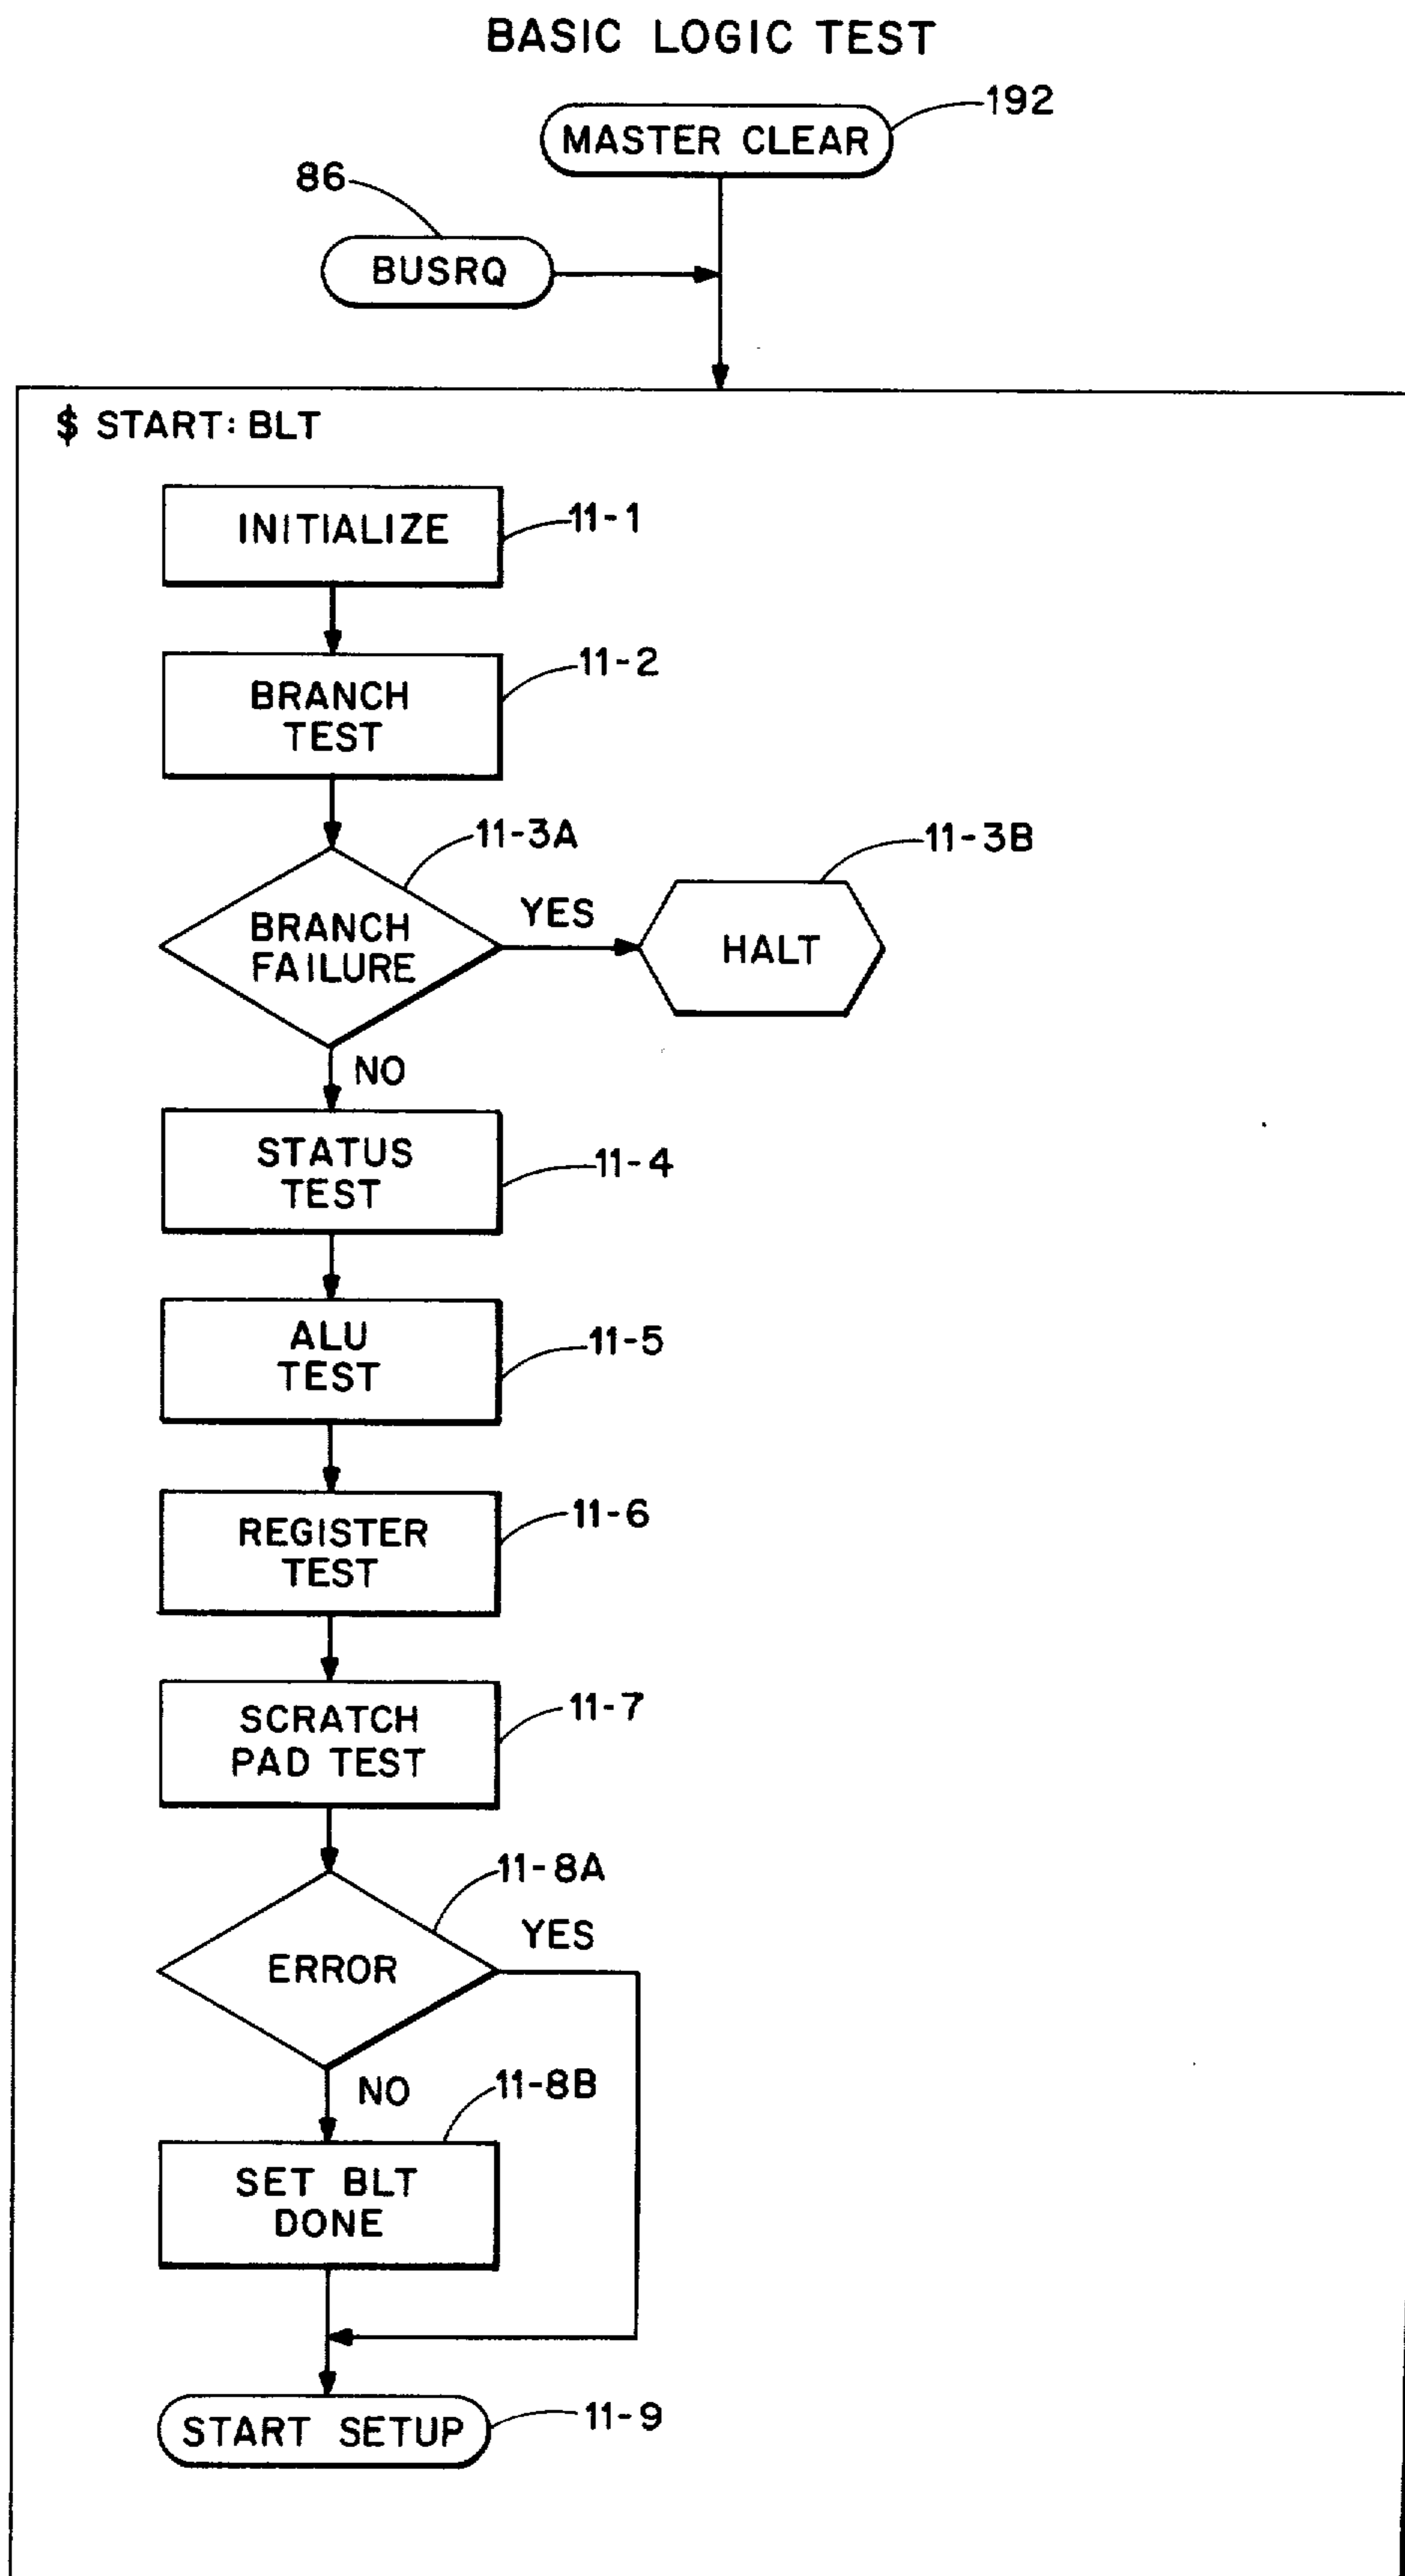 BASIC LOGIC TEST
192
MASTER CLEAR
86
BUSRQ
$ START: BLT
INITIALIZE
11-1
11-2
BRANCH
TEST
11-3A
11-3B
YES
BRANCH
FAILURE
HALT
NO
STATUS
TEST
11-4
ALU
TEST
11-5
11-6
REGISTER
TEST
11-7
SCRATCH
PAD TEST
11-8A
YES
ERROR
NO
11-8B
SET BLT
DONE
START SETUP
11-9